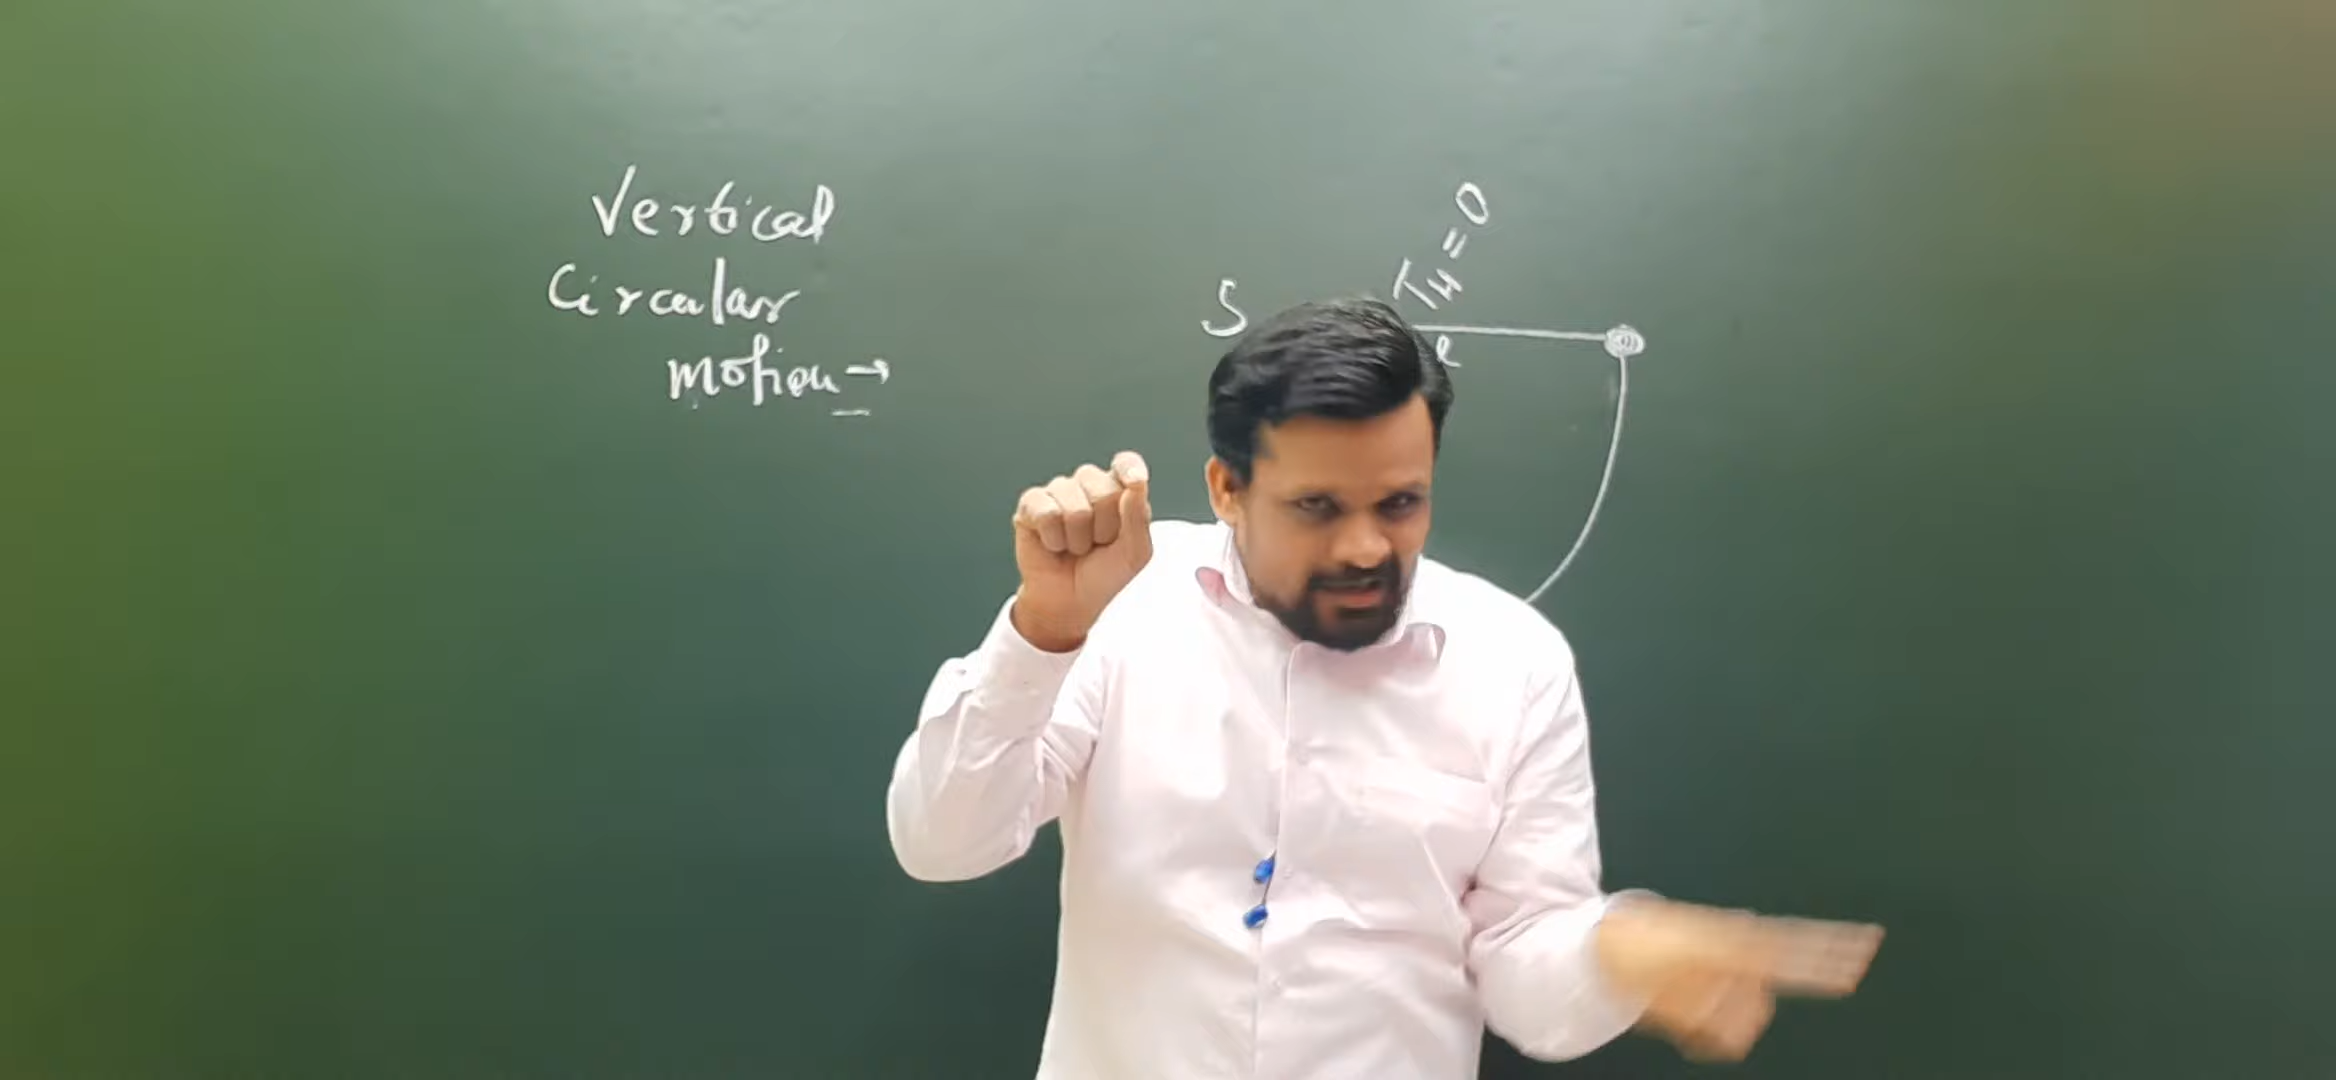 Vertical
Circular
motion →
T_H = 0
S
l